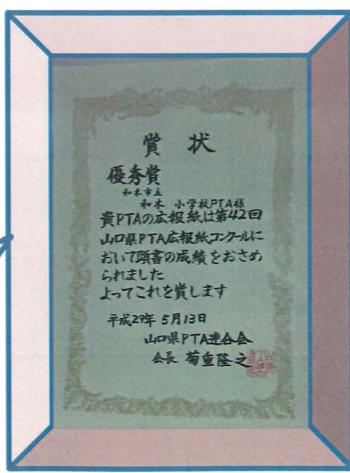 賞状
優秀賞
和木市立
和木 小学校PTA様
貴PTAの広報紙は第42回
山口県PTA広報紙コンクールに
おいて頭書の成績をおさめ
られました
よってこれを賞します
平成29年 5月13日
山口県PTA連合会
会長 菊重隆之